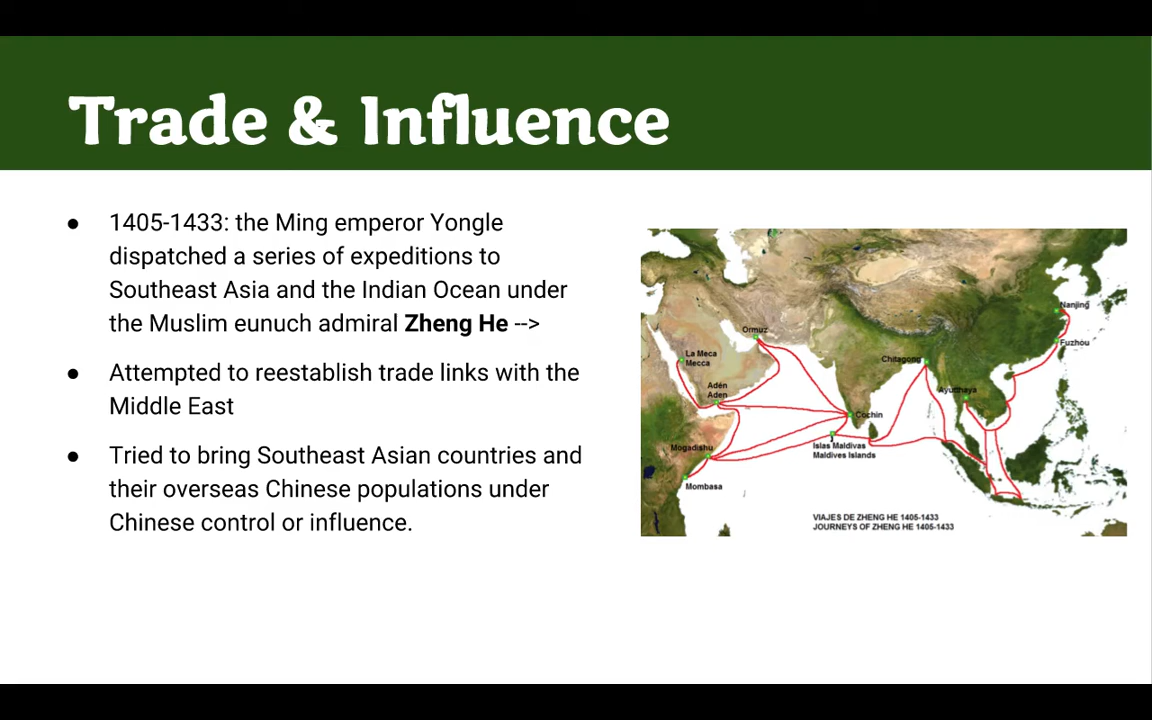 Trade & Influence
● 1405-1433: the Ming emperor Yongle
dispatched a series of expeditions to
Southeast Asia and the Indian Ocean under
the Muslim eunuch admiral Zheng He -->
● Attempted to reestablish trade links with the
Middle East
● Tried to bring Southeast Asian countries and
their overseas Chinese populations under
Chinese control or influence.
Nanjing
Ormuz
Fuzhou
La Meca
Mecca
Chitagong
Adén
Aden
Ayutthaya
Cochin
Islas Maldivas
Maldives Islands
Mogadishu
Mombasa
VIAJES DE ZHENG HE 1405-1433
JOURNEYS OF ZHENG HE 1405-1433